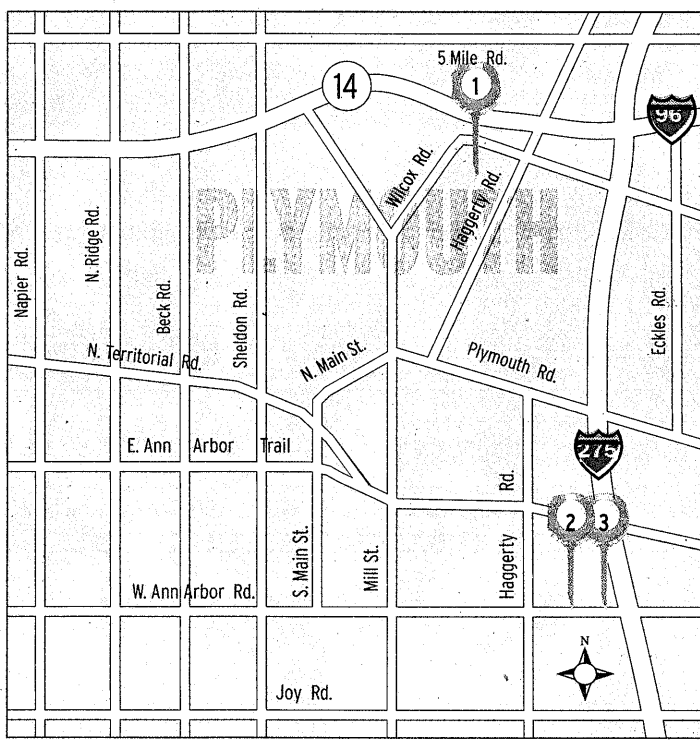 5 Mile Rd.
1
14
96
Wilcox Rd.
Haggerty Rd.
PLYMOUTH
Napier Rd.
N. Ridge Rd.
Beck Rd.
Sheldon Rd.
Eckles Rd.
N. Territorial Rd.
N. Main St.
Plymouth Rd.
E. Ann Arbor Trail
275
Haggerty Rd.
2 3
S. Main St.
Mill St.
W. Ann Arbor Rd.
N
Joy Rd.